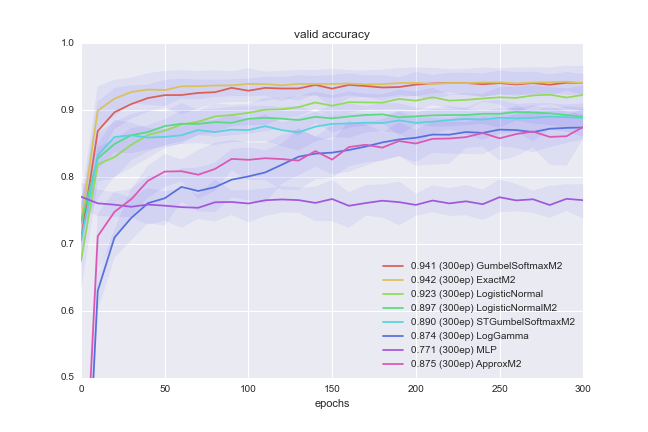 valid accuracy
1.0
0.9
0.8
0.7
0.6
0.5
0.941 (300ep) GumbelSoftmaxM2
0.942 (300ep) ExactM2
0.923 (300ep) LogisticNormal
0.897 (300ep) LogisticNormalM2
0.890 (300ep) STGumbelSoftmaxM2
0.874 (300ep) LogGamma
0.771 (300ep) MLP
0.875 (300ep) ApproxM2
0 50 100 150 200 250 300
epochs